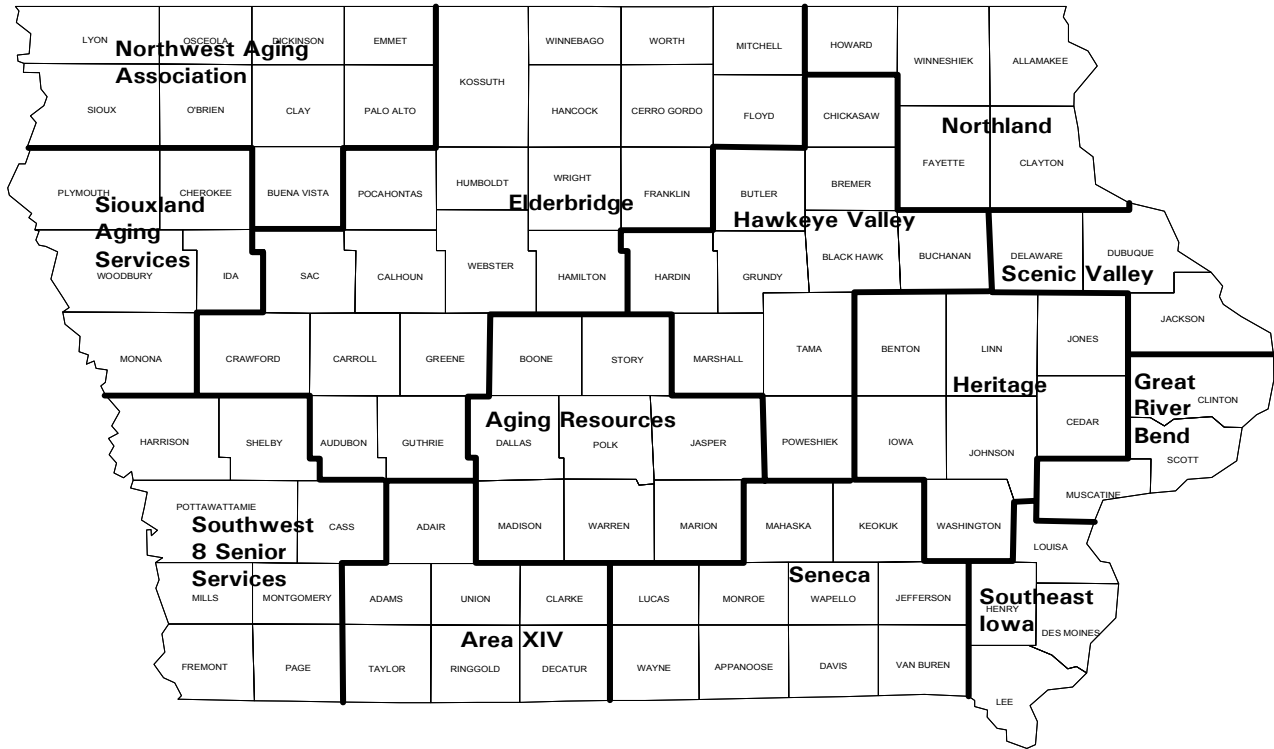 LYON OSCEOLA DICKINSON EMMET
WINNEBAGO WORTH MITCHELL HOWARD
WINNESHIEK ALLAMAKEE
Northwest Aging
Association
KOSSUTH
SIOUX O'BRIEN CLAY PALO ALTO
HANCOCK CERRO GORDO FLOYD CHICKASAW
Northland
FAYETTE CLAYTON
PLYMOUTH CHEROKEE BUENA VISTA POCAHONTAS
HUMBOLDT WRIGHT FRANKLIN BUTLER BREMER
Siouxland
Aging
Services
Elderbridge
Hawkeye Valley
WOODBURY IDA SAC CALHOUN WEBSTER HAMILTON HARDIN GRUNDY
BLACK HAWK BUCHANAN DELAWARE DUBUQUE
Scenic Valley
JACKSON
MONONA CRAWFORD CARROLL GREENE BOONE STORY MARSHALL TAMA BENTON LINN JONES
Heritage
Great
River
Bend
CLINTON
HARRISON SHELBY AUDUBON GUTHRIE DALLAS POLK JASPER POWESHIEK IOWA JOHNSON CEDAR
SCOTT
Aging Resources
MUSCATINE
POTTAWATTAMIE CASS ADAIR MADISON WARREN MARION MAHASKA KEOKUK WASHINGTON
LOUISA
Southwest
8 Senior
Services
Seneca
MILLS MONTGOMERY ADAMS UNION CLARKE LUCAS MONROE WAPELLO JEFFERSON
HENRY
Southeast
Iowa
DES MOINES
Area XIV
FREMONT PAGE TAYLOR RINGGOLD DECATUR WAYNE APPANOOSE DAVIS VAN BUREN
LEE